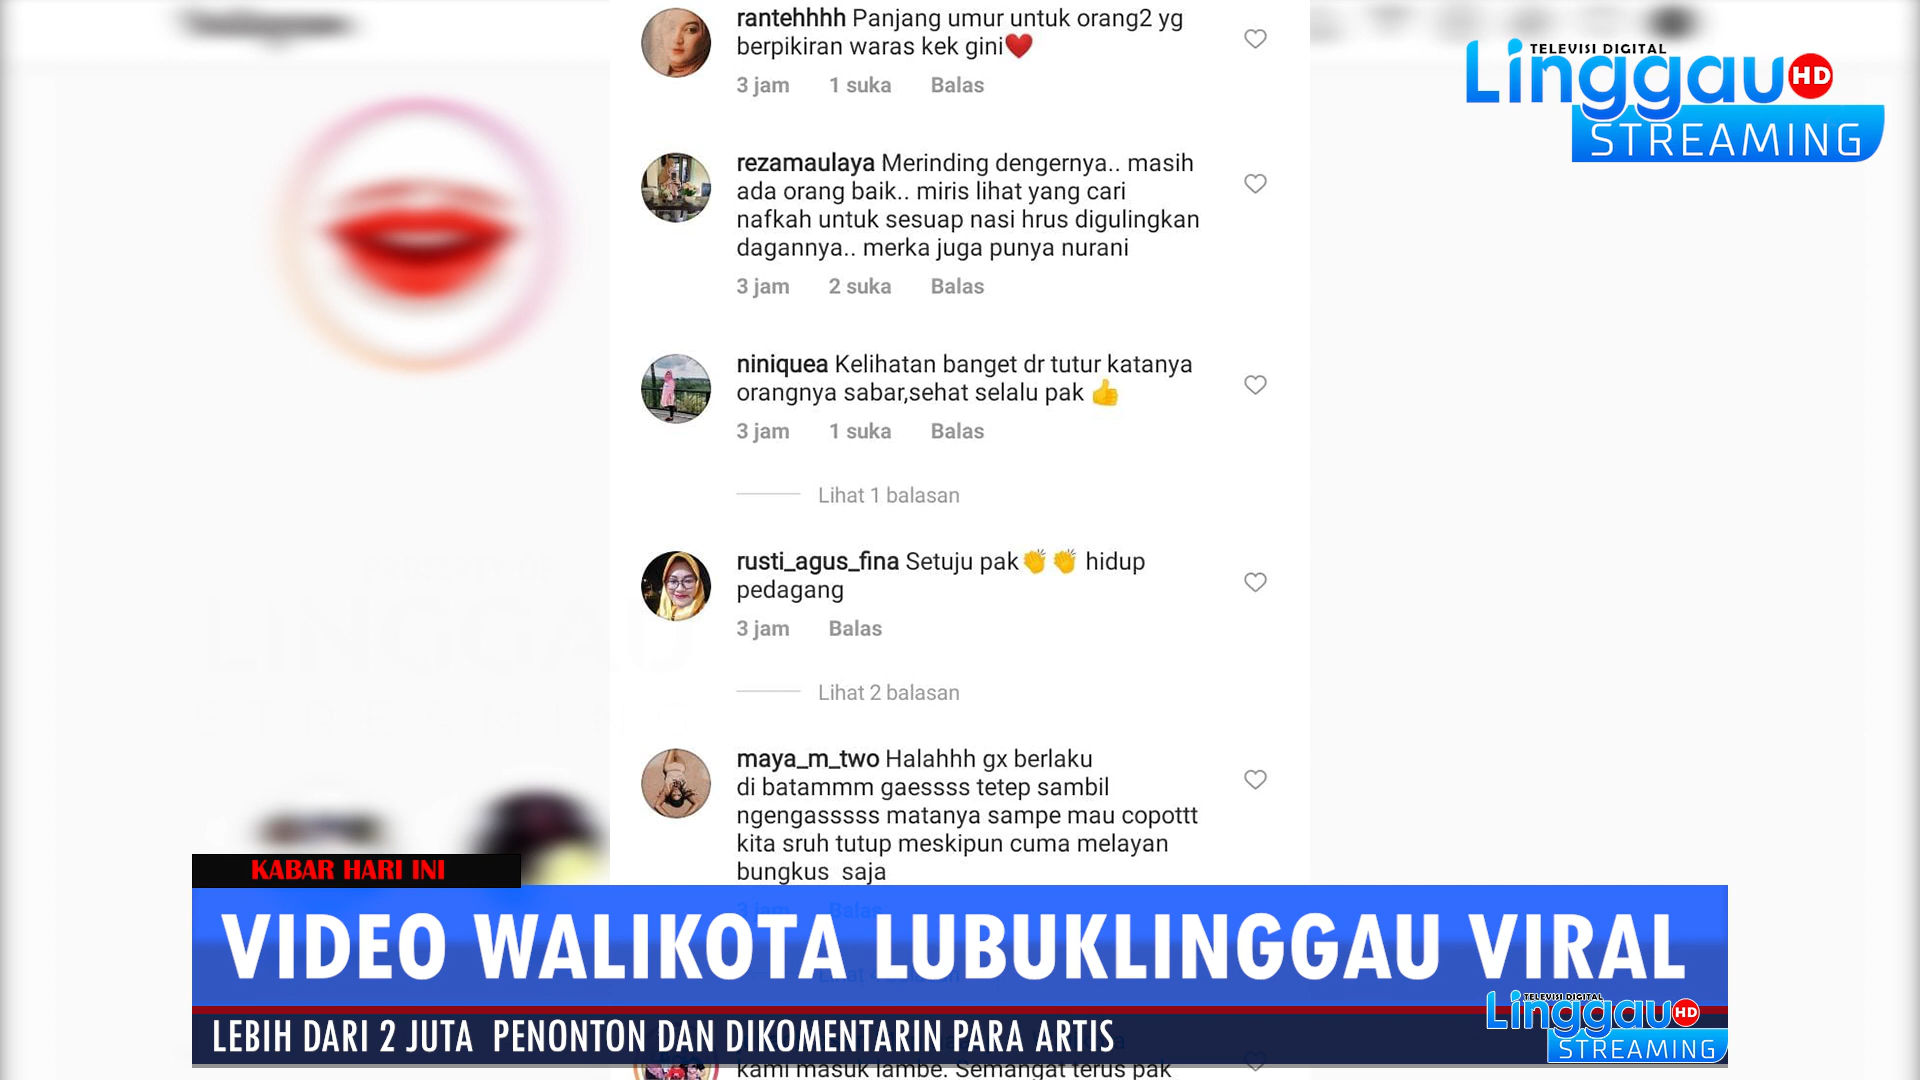 rantehhhh Panjang umur untuk orang2 yg
berpikiran waras kek gini❤️
3 jam 1 suka Balas
TELEVISI DIGITAL
Linggau HD
STREAMING
rezamaulaya Merinding dengernya.. masih
ada orang baik.. miris lihat yang cari
nafkah untuk sesuap nasi hrus digulingkan
dagannya.. merka juga punya nurani
3 jam 2 suka Balas
niniquea Kelihatan banget dr tutur katanya
orangnya sabar,sehat selalu pak 👍
3 jam 1 suka Balas
Lihat 1 balasan
rusti_agus_fina Setuju pak👏👏 hidup
pedagang
3 jam Balas
Lihat 2 balasan
maya_m_two Halahhh gx berlaku
di batammm gaessss tetep sambil
ngengasssss matanya sampe mau copottt
kita sruh tutup meskipun cuma melayan
bungkus saja
3 jam Balas
KABAR HARI INI
VIDEO WALIKOTA LUBUKLINGGAU VIRAL
TELEVISI DIGITAL
Linggau HD
STREAMING
LEBIH DARI 2 JUTA PENONTON DAN DIKOMENTARIN PARA ARTIS
kami masuk lambe. Semangat terus pak